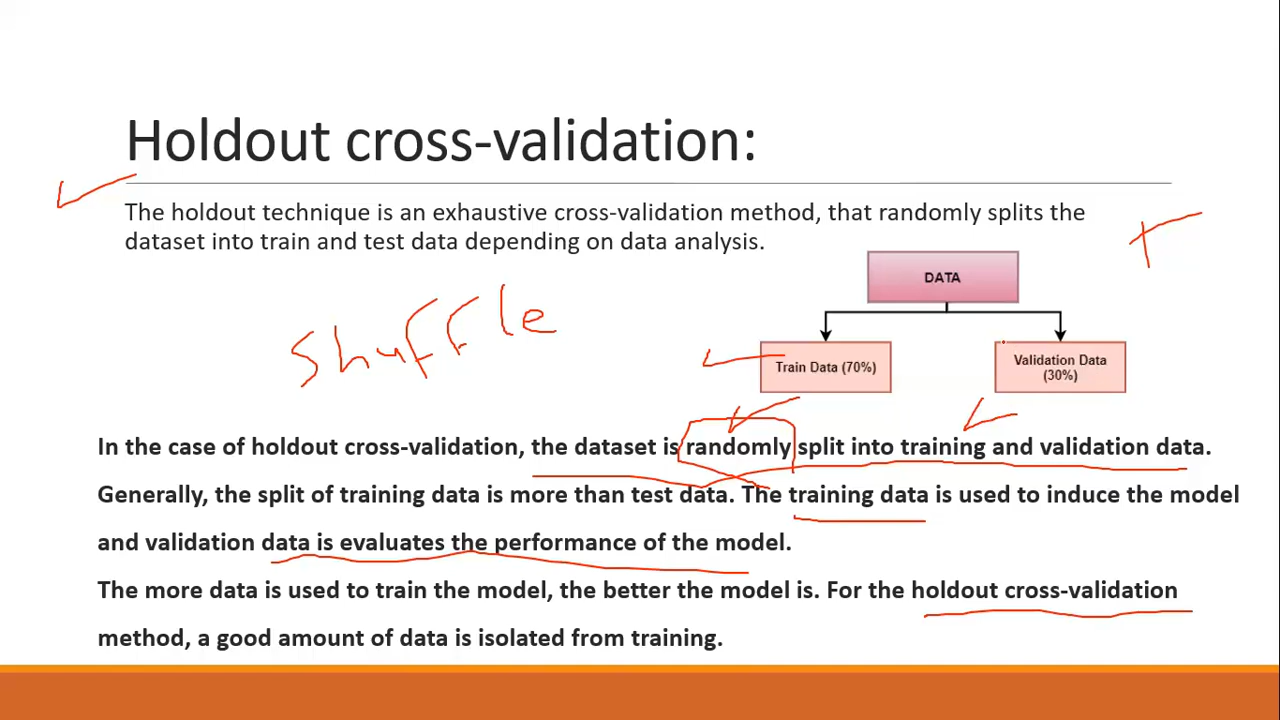 Holdout cross-validation:
The holdout technique is an exhaustive cross-validation method, that randomly splits the
dataset into train and test data depending on data analysis.
DATA
shuffle
Train Data (70%)
Validation Data
(30%)
In the case of holdout cross-validation, the dataset is randomly split into training and validation data.
Generally, the split of training data is more than test data. The training data is used to induce the model
and validation data is evaluates the performance of the model.
The more data is used to train the model, the better the model is. For the holdout cross-validation
method, a good amount of data is isolated from training.